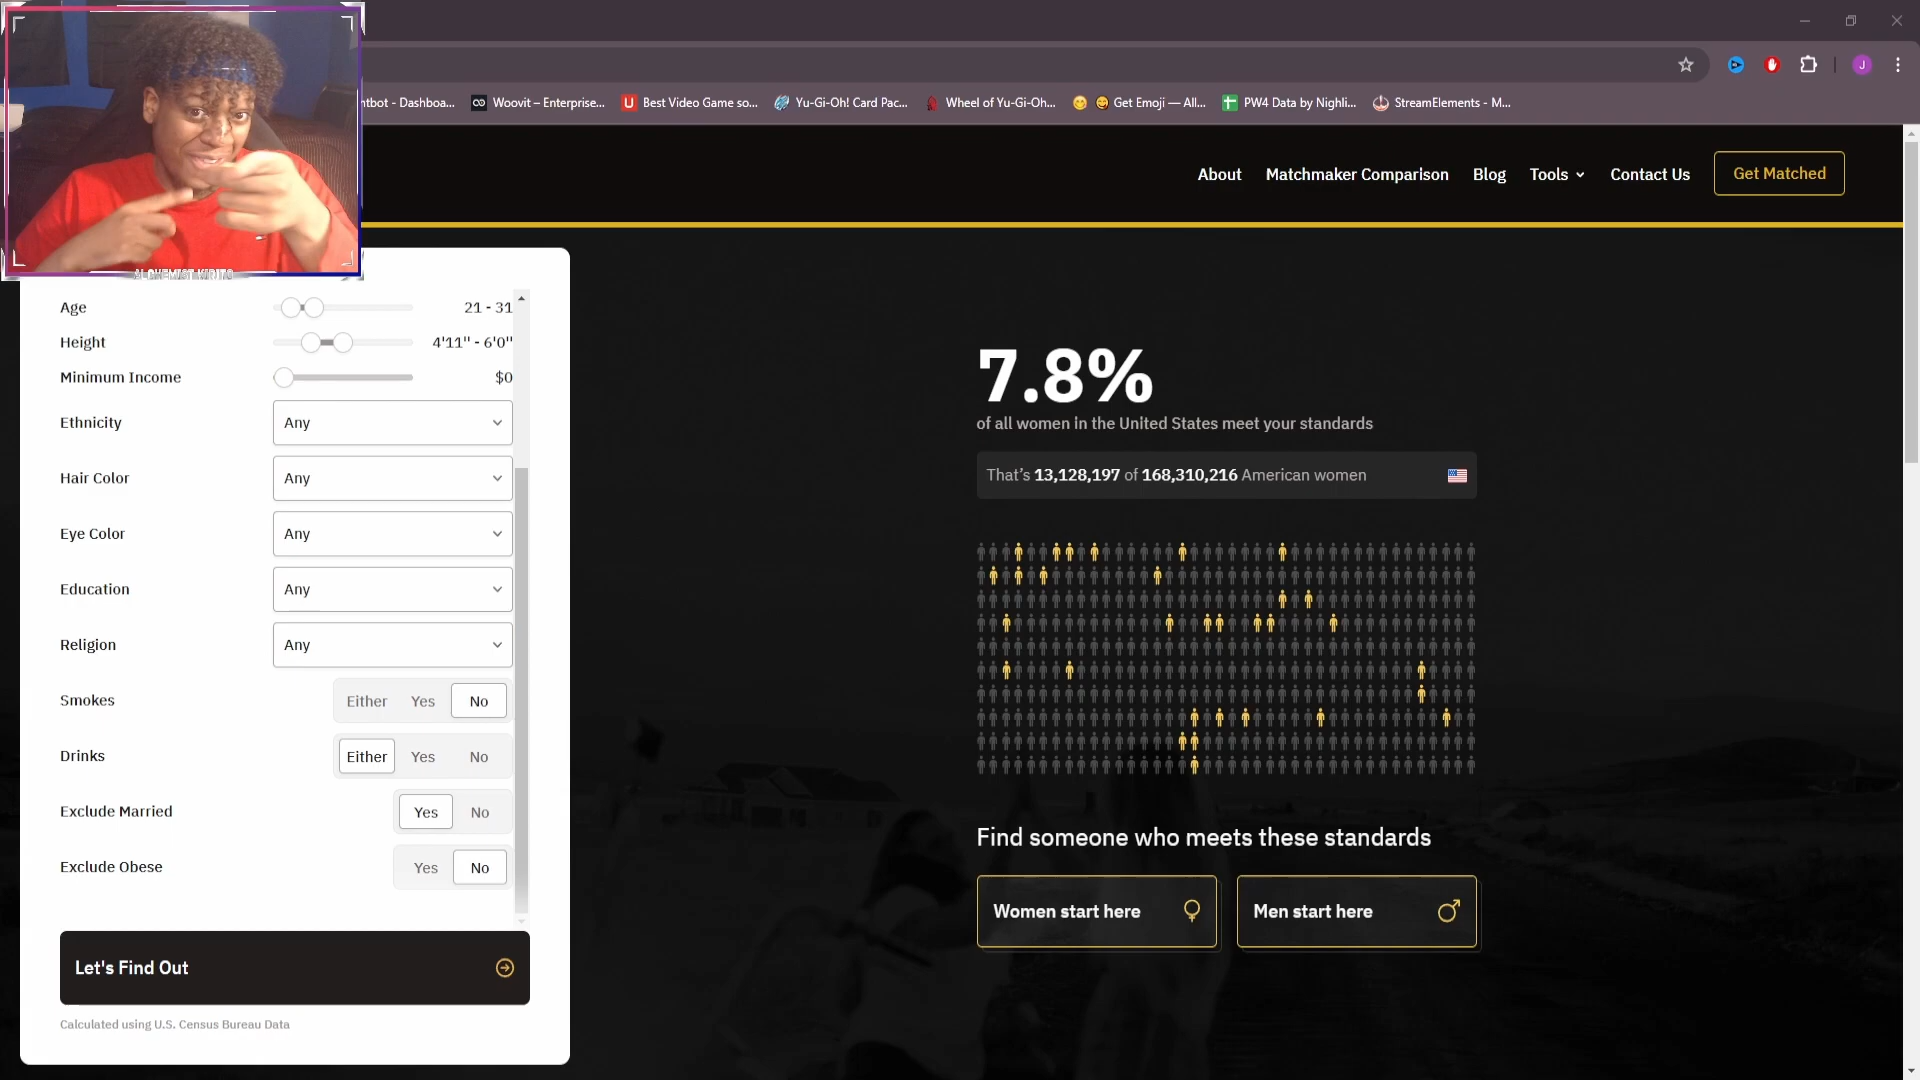 ntbot - Dashboa...
Woovit – Enterprise...
Best Video Game so...
Yu-Gi-Oh! Card Pac...
Wheel of Yu-Gi-Oh...
Get Emoji — All...
PW4 Data by Nighli...
StreamElements - M...
J
About
Matchmaker Comparison
Blog
Tools
Contact Us
Get Matched
ALCHEMIST KIRITO
Age
21 - 31
Height
4'11" - 6'0"
Minimum Income
$0
Ethnicity
Any
Hair Color
Any
Eye Color
Any
Education
Any
Religion
Any
Smokes
Either Yes No
Drinks
Either Yes No
Exclude Married
Yes No
Exclude Obese
Yes No
Let's Find Out
Calculated using U.S. Census Bureau Data
7.8%
of all women in the United States meet your standards
That's 13,128,197 of 168,310,216 American women
Find someone who meets these standards
Women start here
Men start here